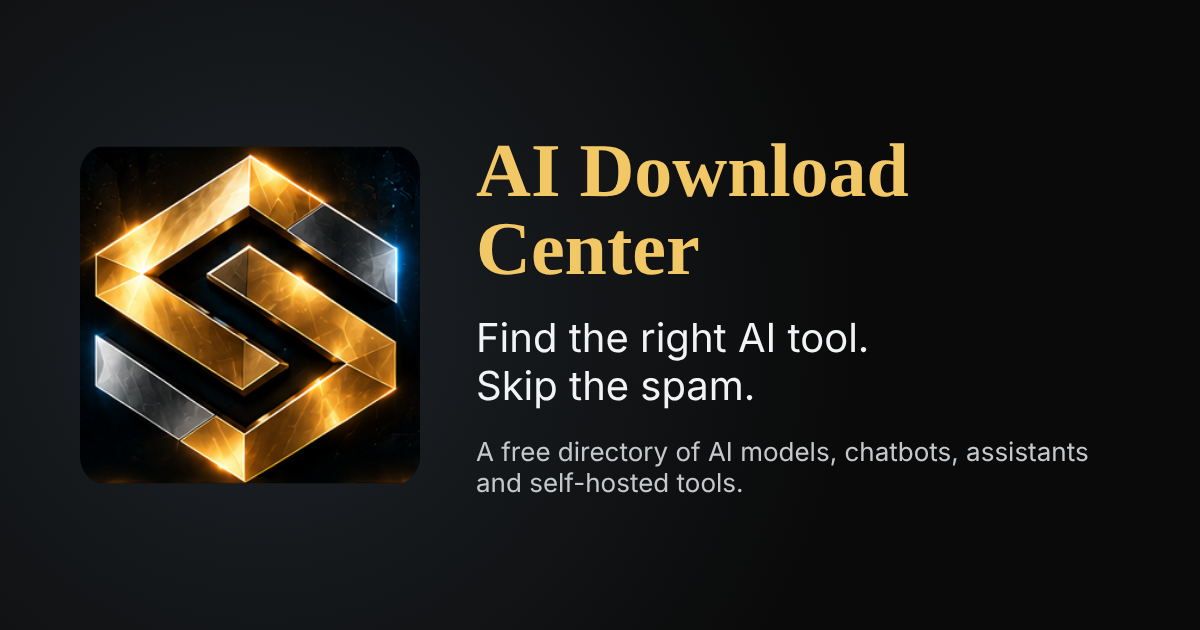 AI Download
Center
Find the right AI tool.
Skip the spam.
A free directory of AI models, chatbots, assistants
and self-hosted tools.